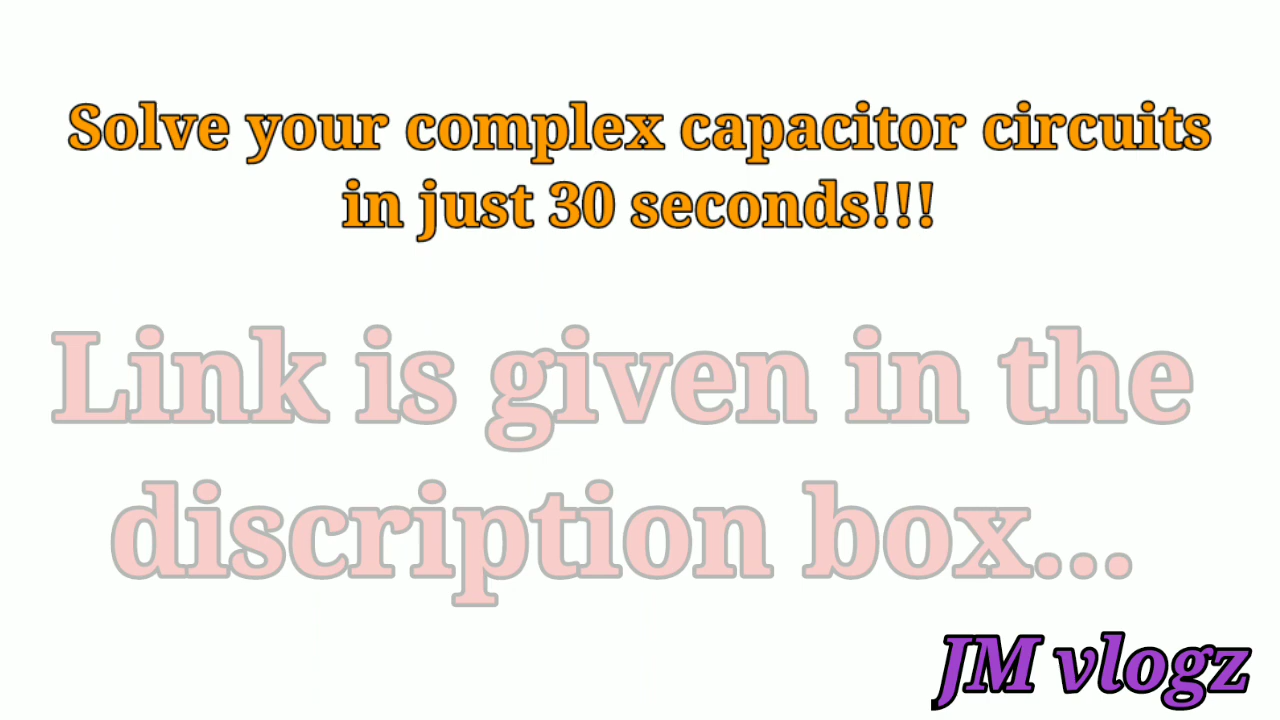 Solve your complex capacitor circuits
in just 30 seconds!!!
Link is given in the
discription box...
JM vlogz